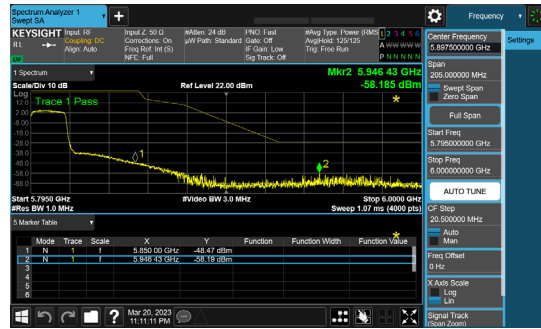 Spectrum Analyzer 1
Swept SA
Frequency
KEYSIGHT
Input: RF
Coupling: DC
Align: Auto
Input Z: 50 Ω
Corrections: On
Freq Ref: Int (S)
NFE: Full
#Atten: 24 dB
µW Path: Standard
PNO: Fast
Gate: Off
IF Gain: Low
Sig Track: Off
#Avg Type: Power (RMS
Avg|Hold: 125/125
Trig: Free Run
1 2 3 4 5 6
A W W W W W
P N N N N N
RL
1 Spectrum
Scale/Div 10 dB
Ref Level 22.00 dBm
Mkr2 5.946 43 GHz
-58.185 dBm
Log
Trace 1 Pass
12.0
2.00
-8.00
-18.0
-28.0
-38.0
-48.0
-58.0
-68.0
1
2
Start 5.7950 GHz
#Res BW 1.0 MHz
#Video BW 3.0 MHz
Stop 6.0000 GHz
Sweep 1.07 ms (4000 pts)
5 Marker Table
Mode Trace Scale X Y Function Function Width Function Value
1 N 1 f 5.850 00 GHz -48.47 dBm
2 N 1 f 5.946 43 GHz -58.19 dBm
3
4
5
6
Mar 20, 2023
11:11:11 PM
Center Frequency
5.897500000 GHz
Settings
Span
205.000000 MHz
Swept Span
Zero Span
Full Span
Start Freq
5.795000000 GHz
Stop Freq
6.000000000 GHz
AUTO TUNE
CF Step
20.500000 MHz
Auto
Man
Freq Offset
0 Hz
X Axis Scale
Log
Lin
Signal Track
(Span Zoom)